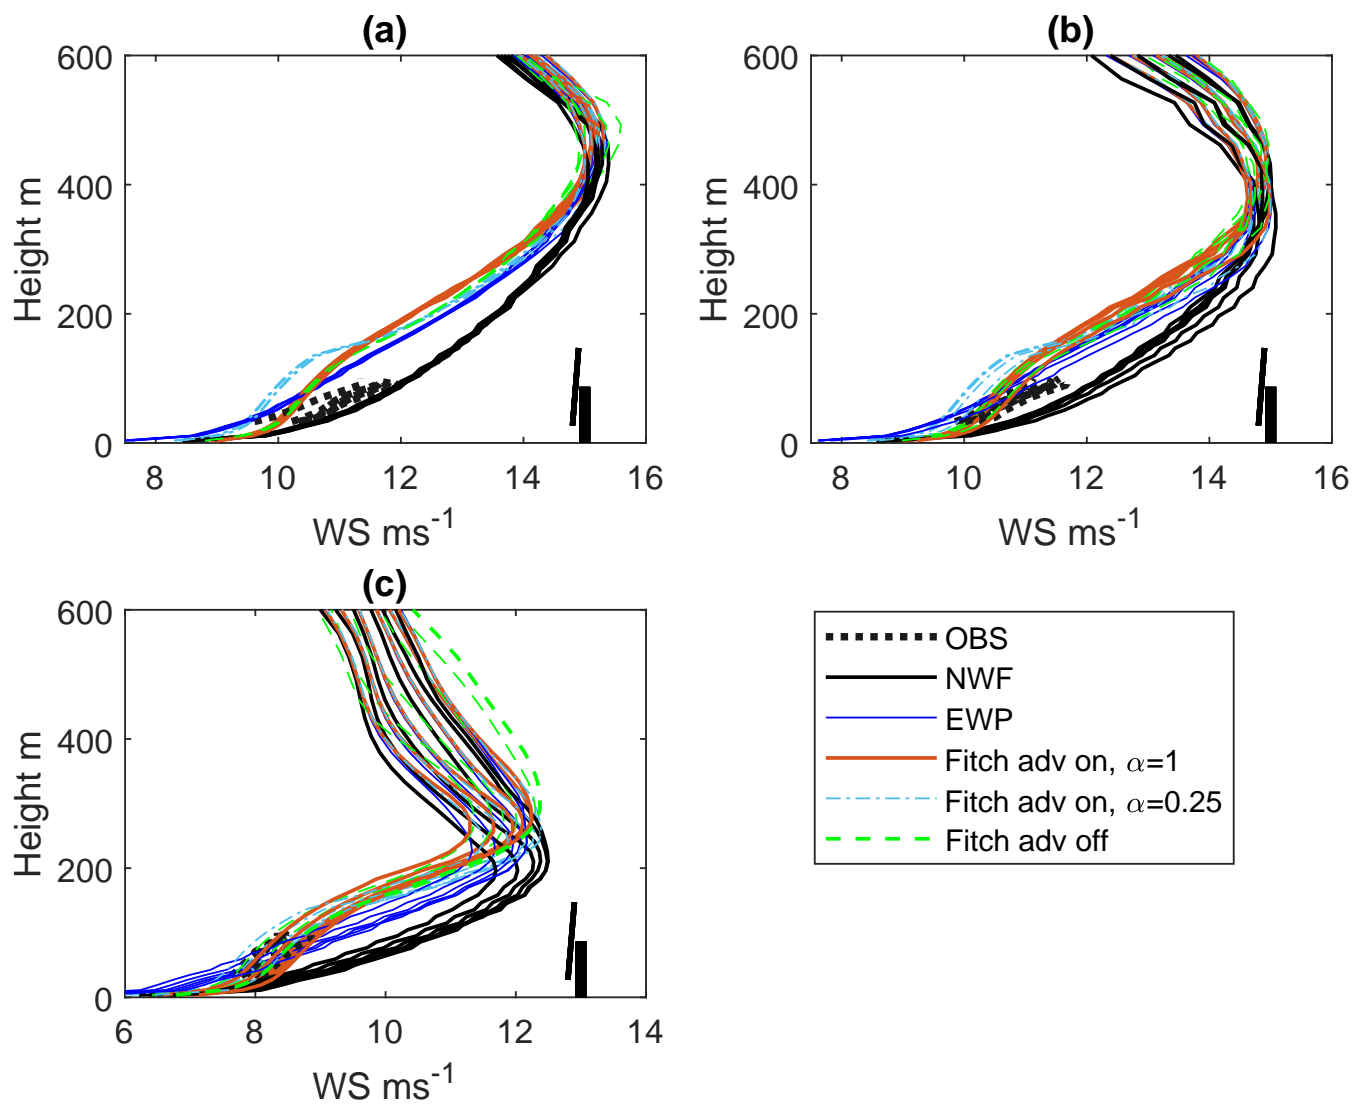 (a)
(b)
600
400
200
0
Height m
8 10 12 14 16
WS ms⁻¹
600
400
200
0
Height m
8 10 12 14 16
WS ms⁻¹
(c)
600
400
200
0
Height m
6 8 10 12 14
WS ms⁻¹
OBS
NWF
EWP
Fitch adv on, α=1
Fitch adv on, α=0.25
Fitch adv off